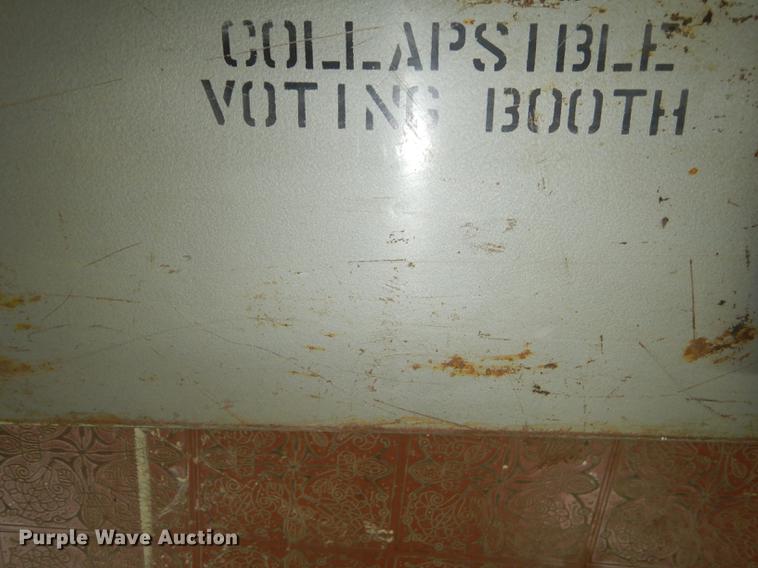 COLLAPSIBLE
VOTING BOOTH
Purple Wave Auction